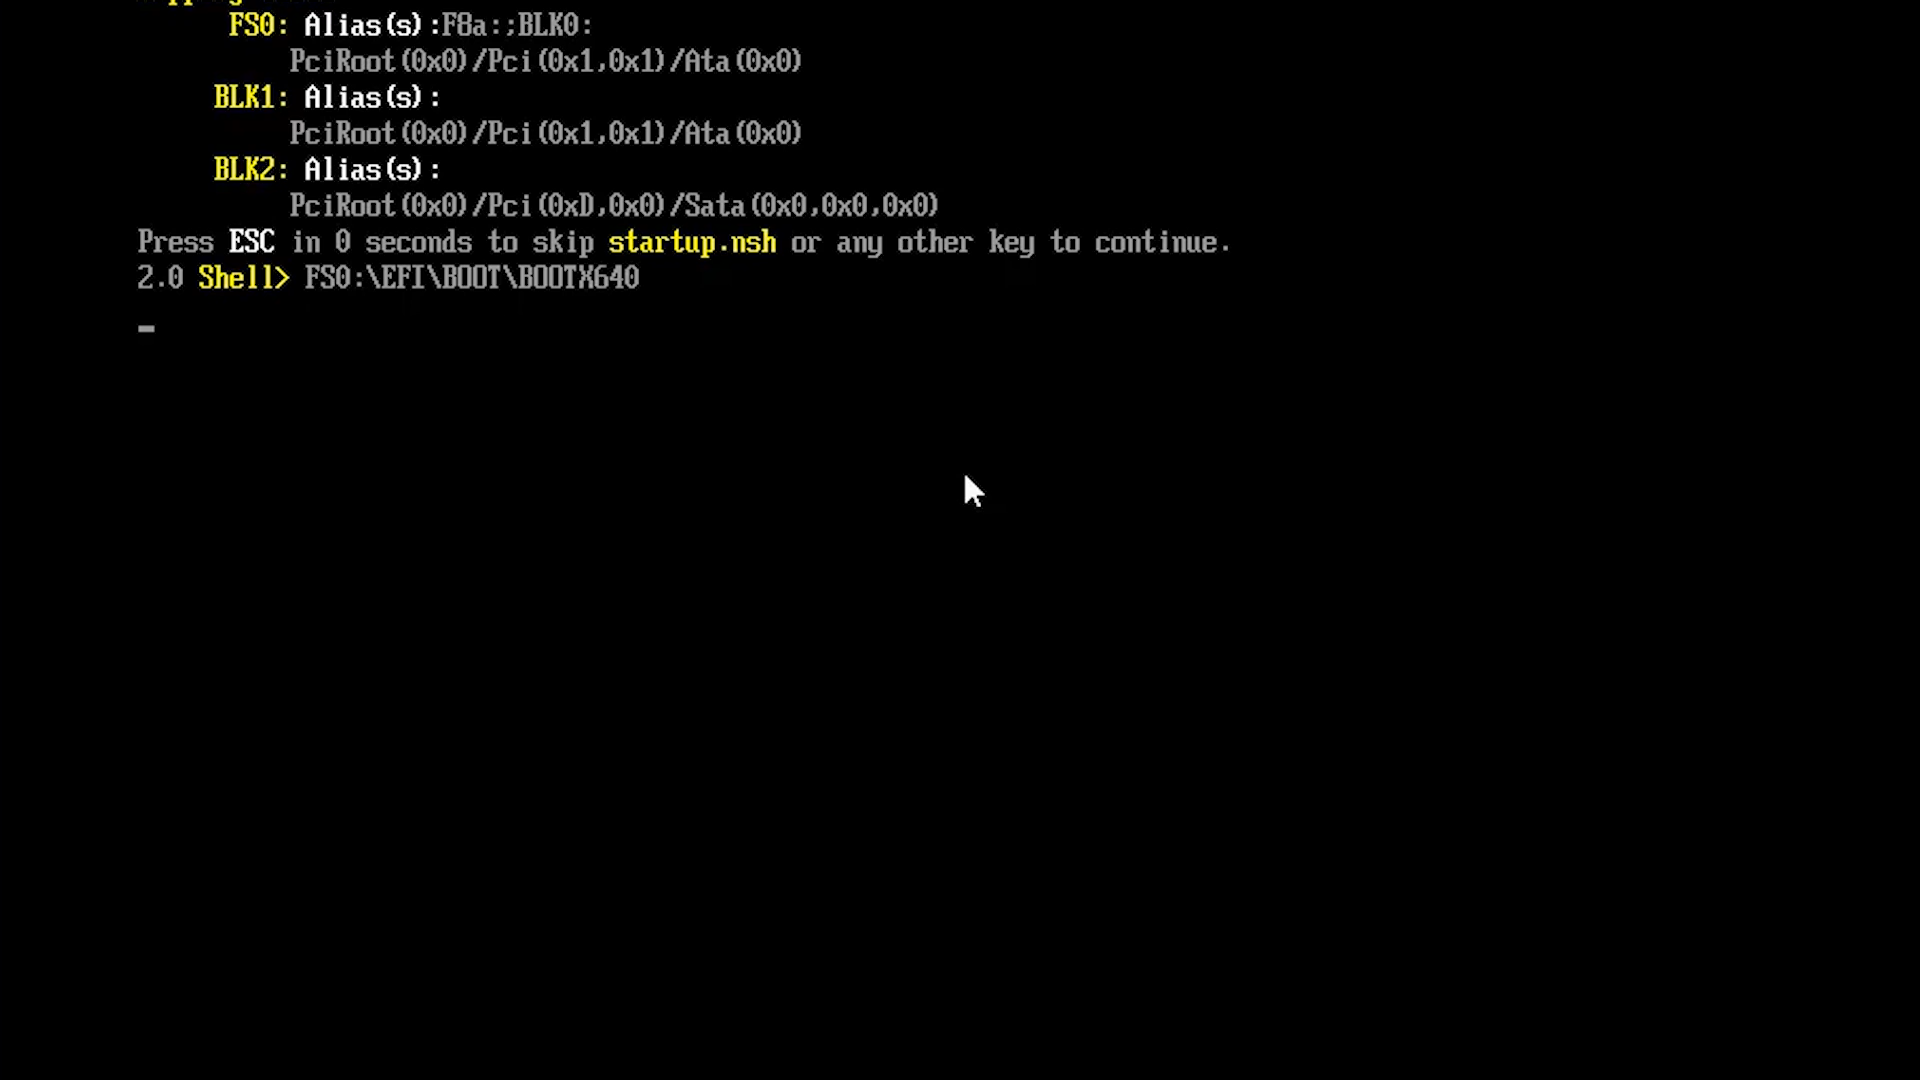 FS0: Alias(s):F8a:;BLK0:
PciRoot(0x0)/Pci(0x1,0x1)/Ata(0x0)
BLK1: Alias(s):
PciRoot(0x0)/Pci(0x1,0x1)/Ata(0x0)
BLK2: Alias(s):
PciRoot(0x0)/Pci(0xD,0x0)/Sata(0x0,0x0,0x0)
Press ESC in 0 seconds to skip startup.nsh or any other key to continue.
2.0 Shell> FS0:\EFI\BOOT\BOOTX640